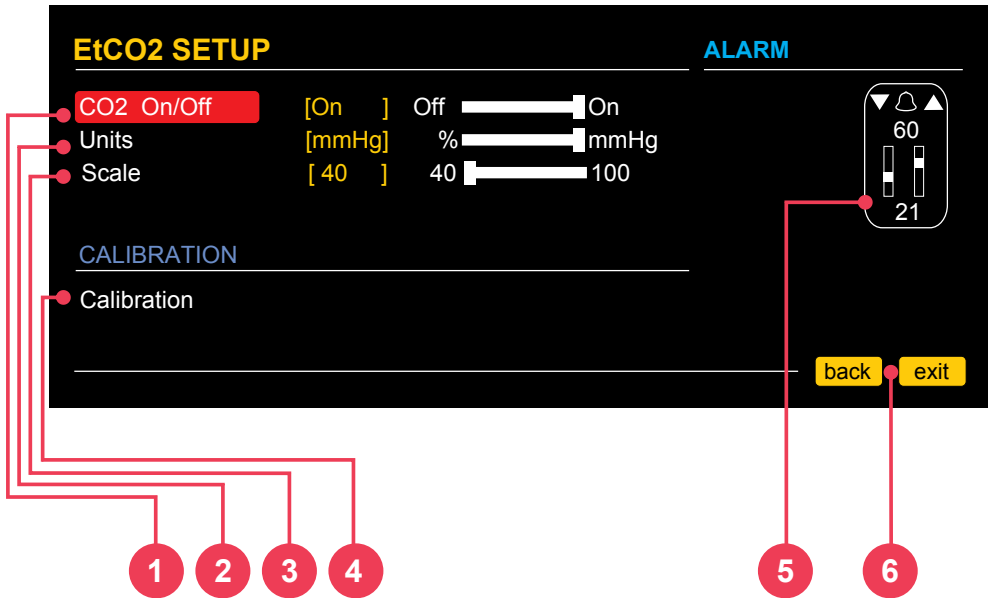 EtCO2 SETUP
ALARM
CO2 On/Off [On ] Off On
Units [mmHg] % mmHg
Scale [ 40 ] 40 100
60
21
CALIBRATION
Calibration
back exit
1 2 3 4 5 6